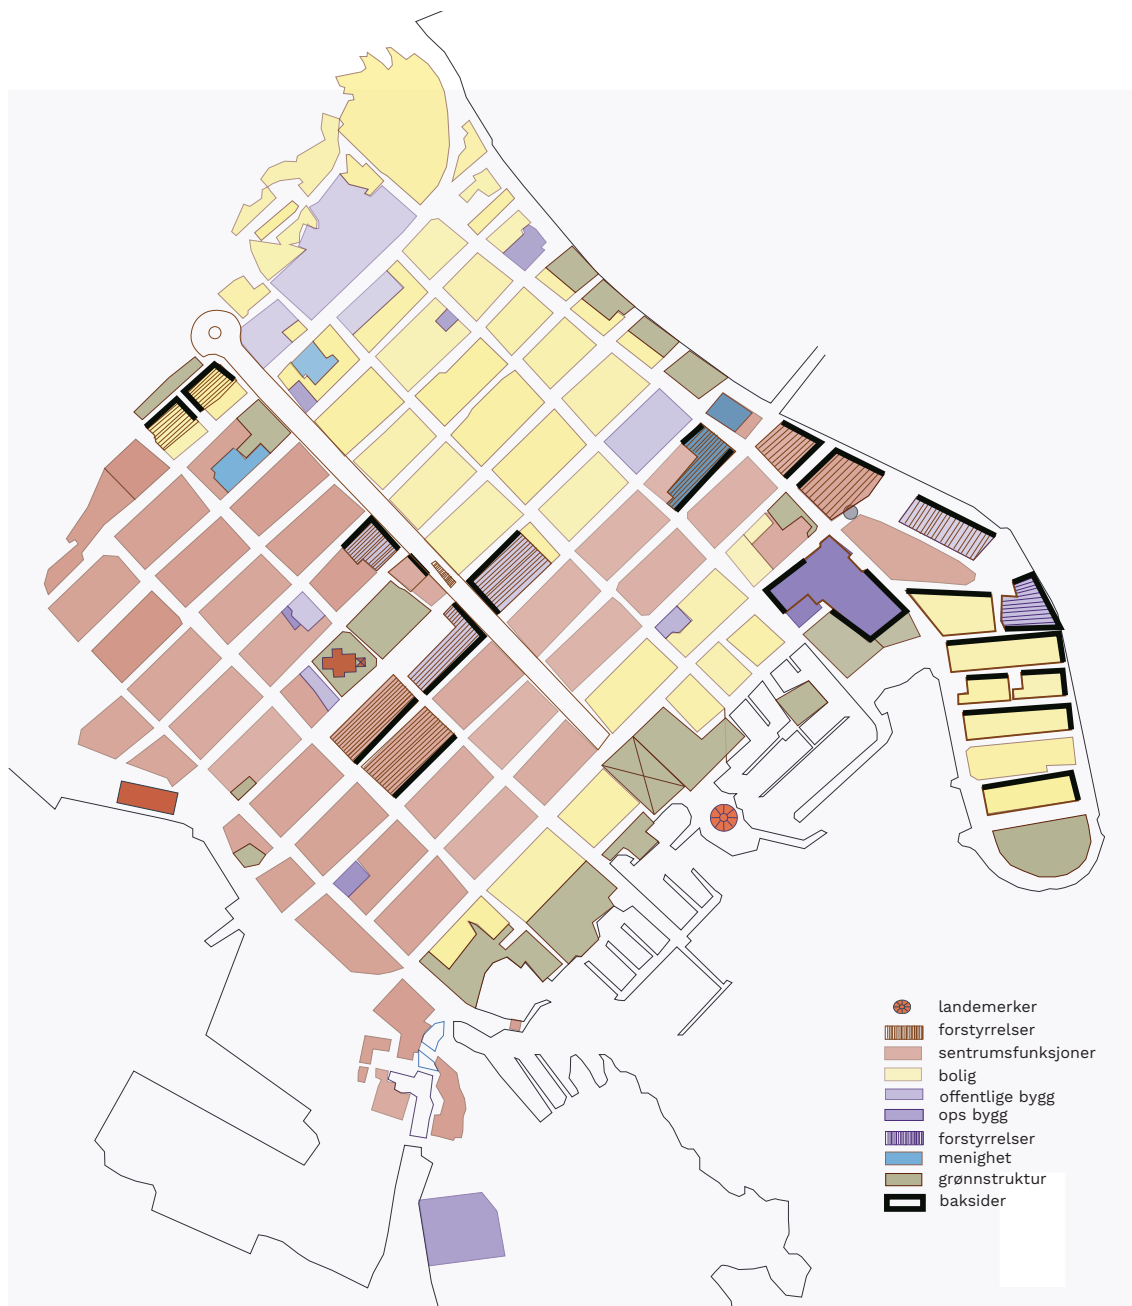 landemerker
forstyrrelser
sentrumsfunksjoner
bolig
offentlige bygg
ops bygg
forstyrrelser
menighet
grønnstruktur
baksider